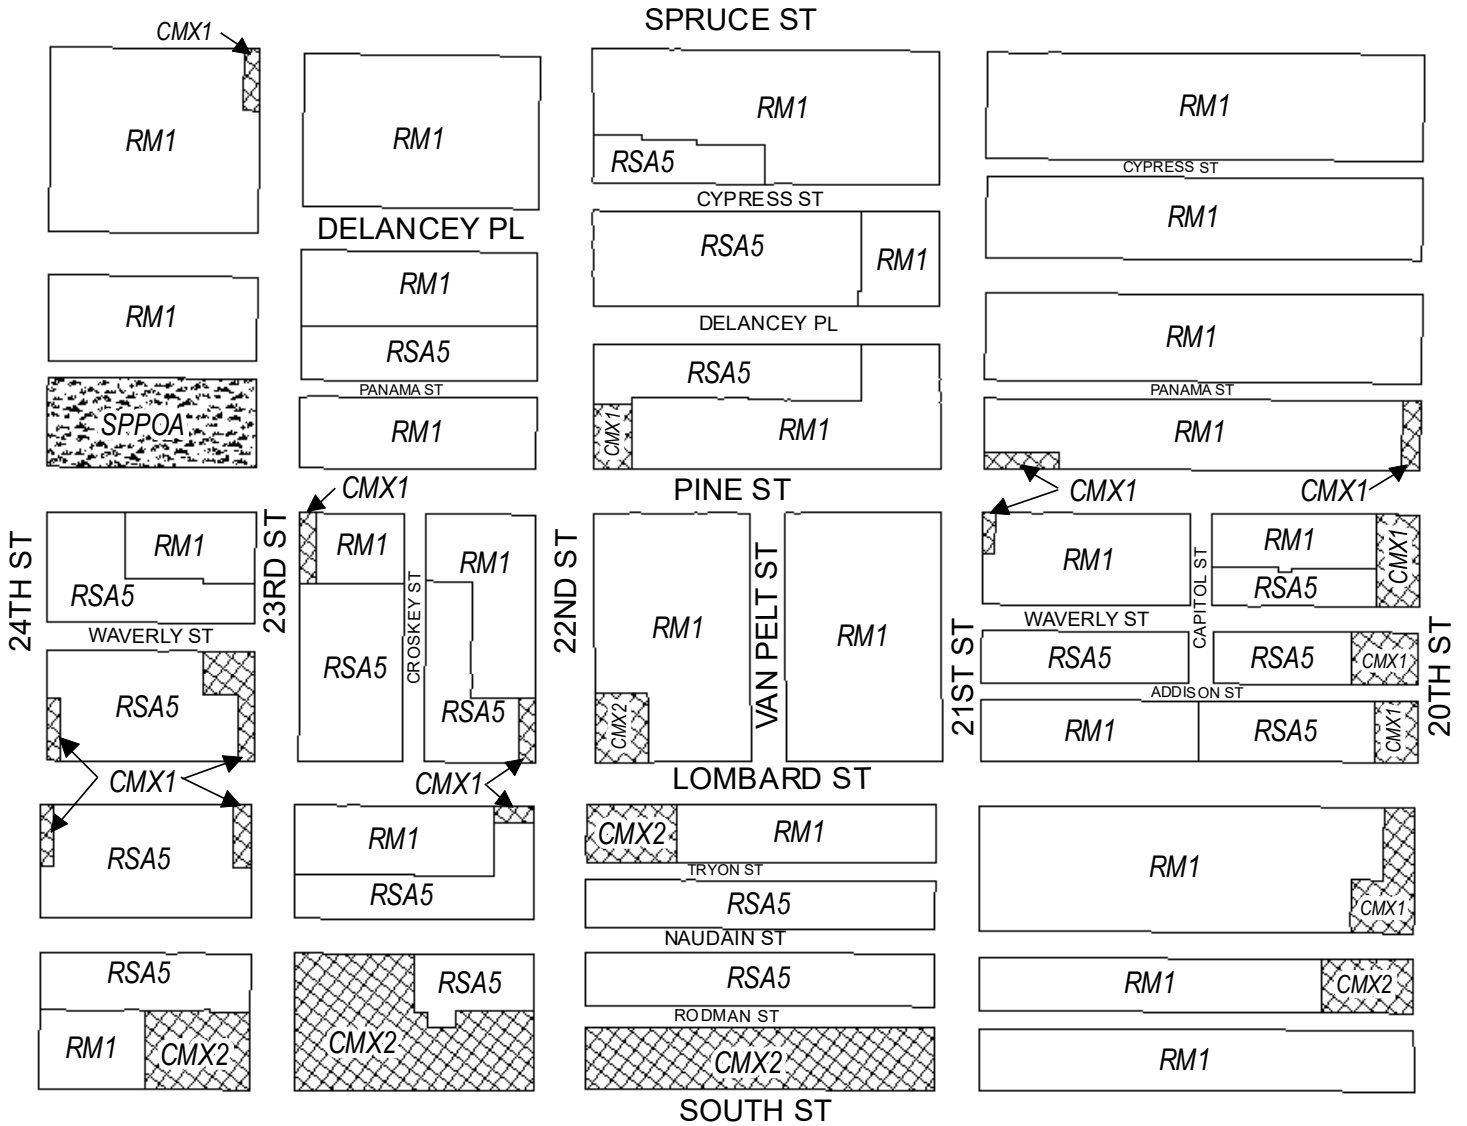 SPRUCE ST
CMX1
RM1
RM1
RM1
RM1
RSA5
CYPRESS ST
CYPRESS ST
DELANCEY PL
RM1
RSA5
RM1
RM1
RM1
RM1
DELANCEY PL
RSA5
RSA5
PANAMA ST
PANAMA ST
SPPOA
RM1
CMX1
RM1
RM1
PINE ST
CMX1
CMX1
CMX1
24TH ST
23RD ST
22ND ST
VAN PELT ST
21ST ST
20TH ST
CROSKEY ST
CAPITOL ST
RM1
RSA5
RM1
RM1
RM1
RM1
RM1
RM1
RSA5
CMX1
WAVERLY ST
WAVERLY ST
RSA5
RSA5
RSA5
CMX2
RSA5
RSA5
CMX1
ADDISON ST
RM1
RSA5
CMX1
CMX1
CMX1
LOMBARD ST
RSA5
RM1
RSA5
CMX2
RM1
RM1
CMX1
TRYON ST
RSA5
NAUDAIN ST
RSA5
RSA5
RSA5
RM1
CMX2
RODMAN ST
RM1
CMX2
CMX2
CMX2
RM1
SOUTH ST